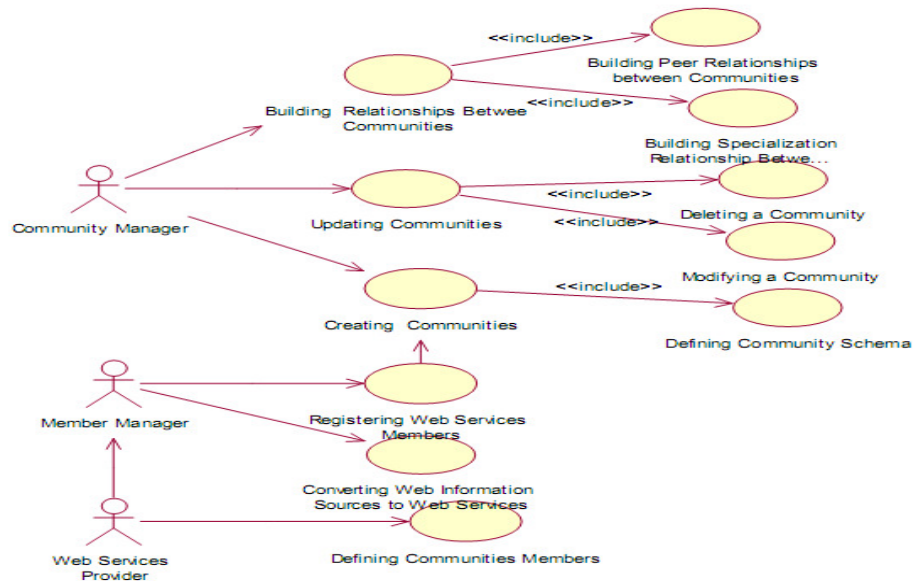 <<include>>
Building Peer Relationships
between Communities
Building Relationships Betwee
Communities
<<include>>
Building Specialization
Relationship Betwe...
Community Manager
Updating Communities
<<include>>
Deleting a Community
<<include>>
Modifying a Community
Creating Communities
<<include>>
Defining Community Schema
Member Manager
Registering Web Services
Members
Converting Web Information
Sources to Web Services
Web Services
Provider
Defining Communities Members